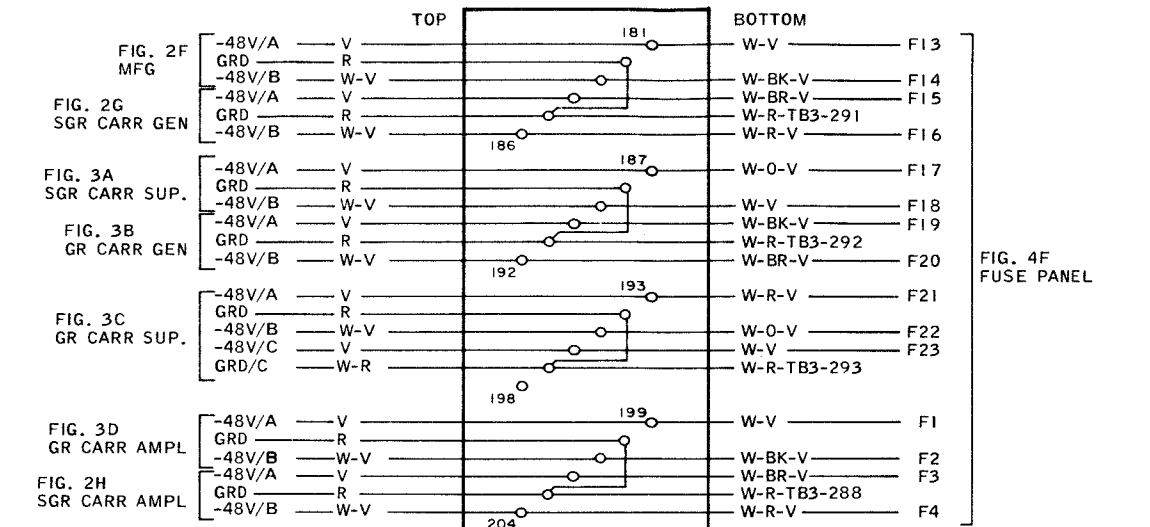 TOP BOTTOM
FIG. 2F
MFG
-48V/A V 181 W-V F13
GRD R
-48V/B W-V W-BK-V F14
FIG. 2G
SGR CARR GEN
-48V/A V W-BR-V F15
GRD R W-R-TB3-291
-48V/B W-V 186 W-R-V F16
FIG. 3A
SGR CARR SUP.
-48V/A V 187 W-O-V F17
GRD R
-48V/B W-V W-V F18
FIG. 3B
GR CARR GEN
-48V/A V W-BK-V F19
GRD R W-R-TB3-292
-48V/B W-V 192 W-BR-V F20
FIG. 4F
FUSE PANEL
FIG. 3C
GR CARR SUP.
-48V/A V 193 W-R-V F21
GRD R
-48V/B W-V W-O-V F22
-48V/C V W-V F23
GRD/C W-R W-R-TB3-293
198
FIG. 3D
GR CARR AMPL
-48V/A V 199 W-V F1
GRD R
-48V/B W-V W-BK-V F2
FIG. 2H
SGR CARR AMPL
-48V/A V W-BR-V F3
GRD R W-R-TB3-288
-48V/B W-V 204 W-R-V F4